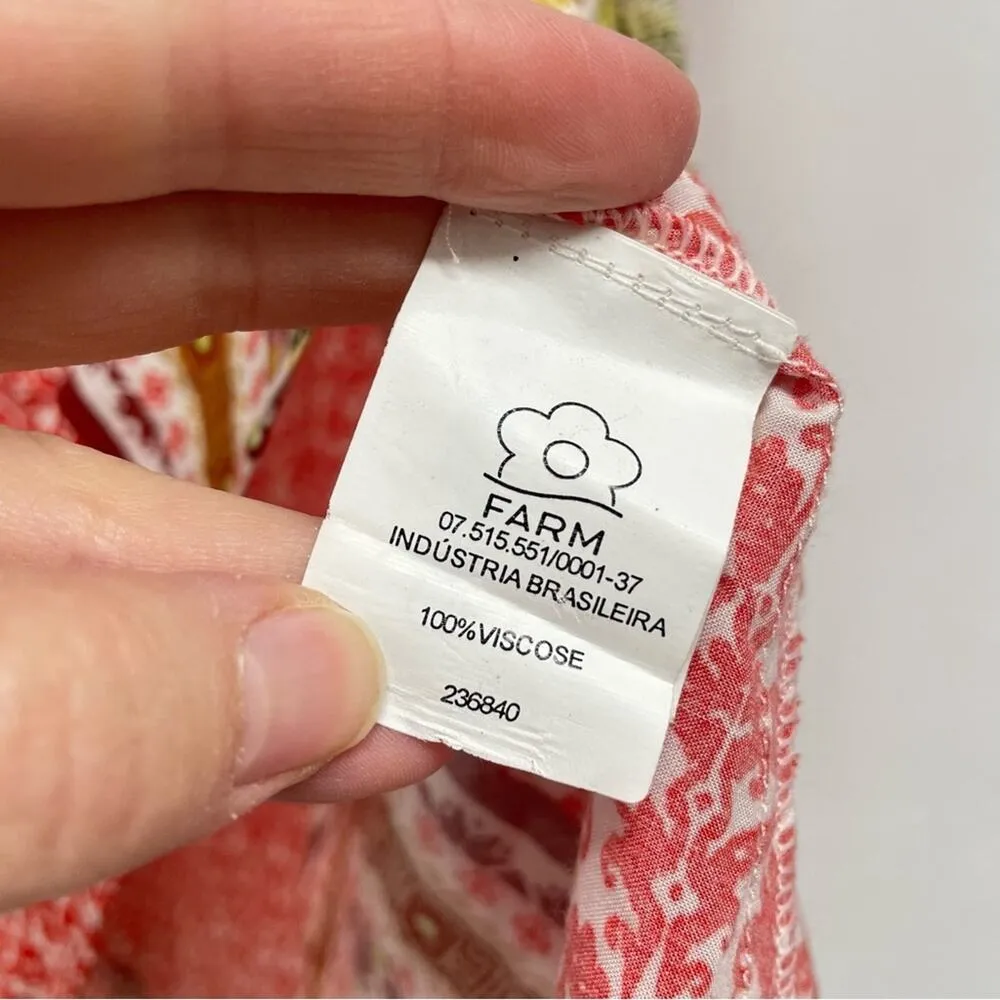 FARM
07.515.551/0001-37
INDÚSTRIA BRASILEIRA
100%VISCOSE
236840